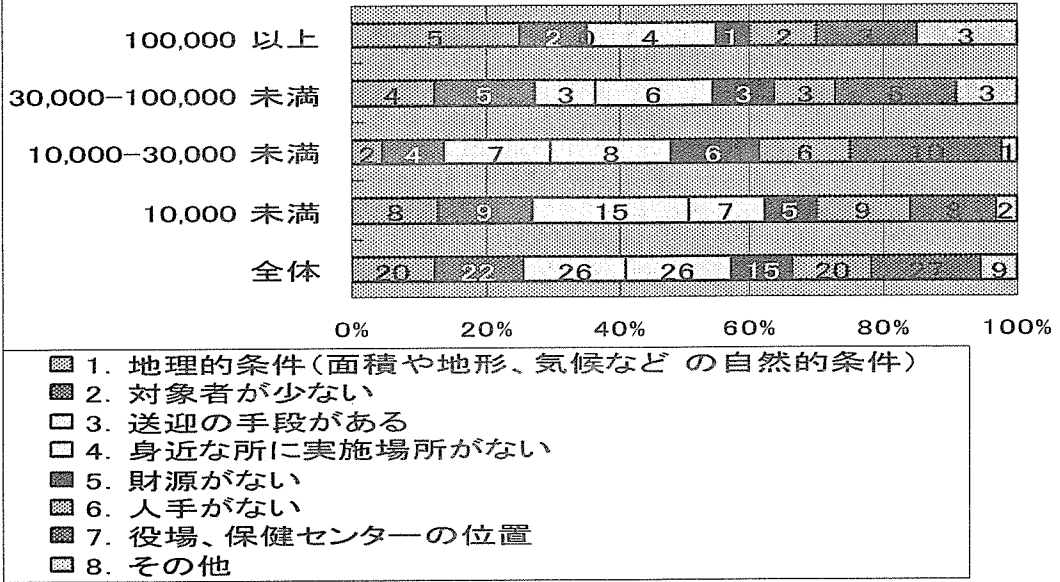 100,000 以上 5 2 0 4 1 2 3 3
30,000−100,000 未満 4 5 3 6 3 3 6 3
10,000−30,000 未満 2 4 7 8 6 6 10 1
10,000 未満 8 9 15 7 5 9 8 2
全体 20 22 26 26 15 20 27 9
0% 20% 40% 60% 80% 100%
1. 地理的条件(面積や地形、気候など の自然的条件)
2. 対象者が少ない
3. 送迎の手段がある
4. 身近な所に実施場所がない
5. 財源がない
6. 人手がない
7. 役場、保健センターの位置
8. その他